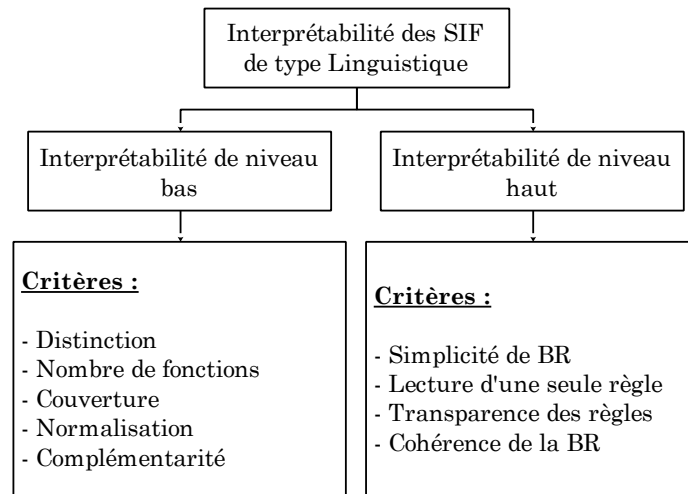 Interprétabilité des SIF
de type Linguistique
Interprétabilité de niveau
bas
Interprétabilité de niveau
haut
Critères :
- Distinction
- Nombre de fonctions
- Couverture
- Normalisation
- Complémentarité
Critères :
- Simplicité de BR
- Lecture d'une seule règle
- Transparence des règles
- Cohérence de la BR